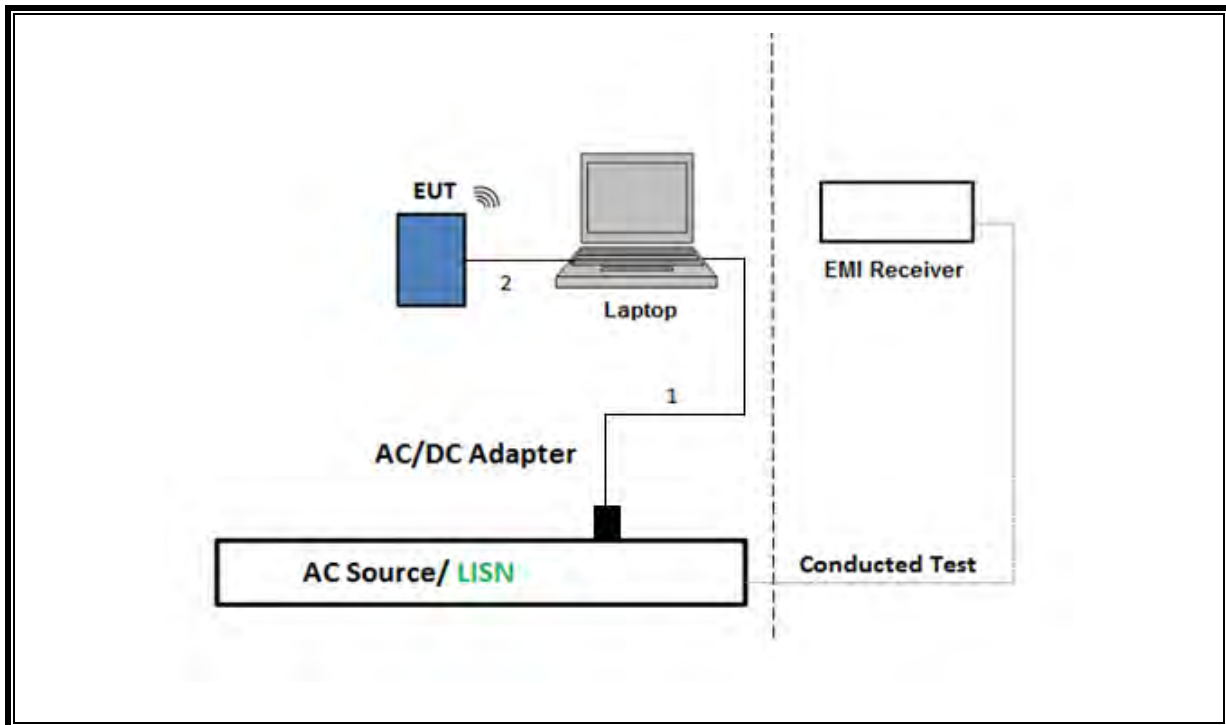 EUT
2
Laptop
EMI Receiver
1
AC/DC Adapter
AC Source/ LISN
Conducted Test